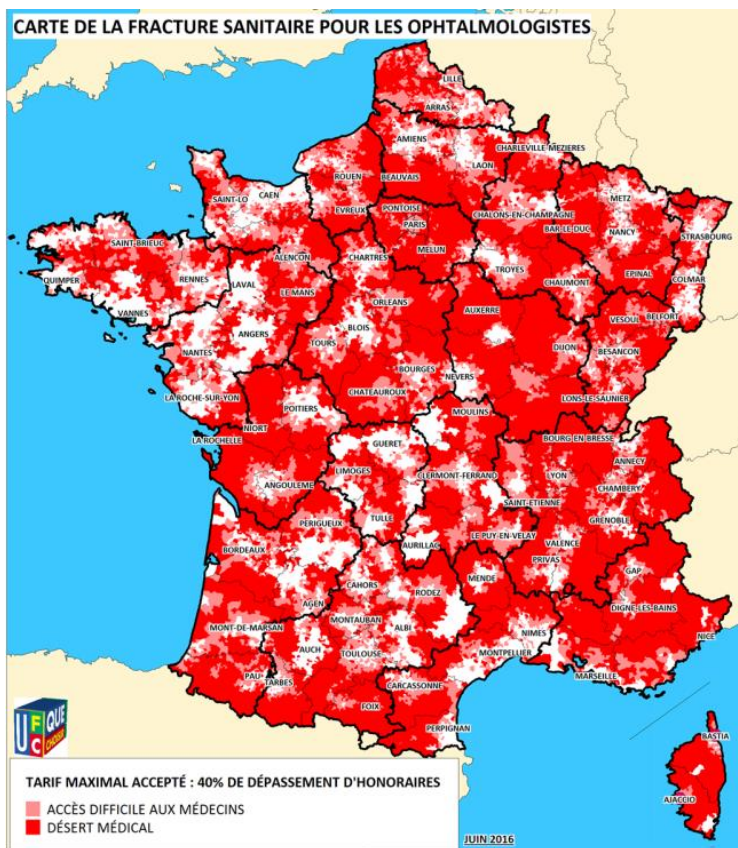 CARTE DE LA FRACTURE SANITAIRE POUR LES OPHTALMOLOGISTES
LILLE
ARRAS
AMIENS
CHARLEVILLE-MEZIERES
LAON
ROUEN
BEAUVAIS
CAEN
SAINT-LO
METZ
EVREUX
PONTOISE
CHALONS-EN-CHAMPAGNE
PARIS
BAR-LE-DUC
NANCY
STRASBOURG
SAINT-BRIEUC
ALENCON
CHARTRES
MELUN
TROYES
EPINAL
QUIMPER
RENNES
LAVAL
LE MANS
CHAUMONT
COLMAR
VANNES
ORLEANS
AUXERRE
ANGERS
BLOIS
VESOUL
BELFORT
NANTES
TOURS
DIJON
BESANCON
BOURGES
NEVERS
LA ROCHE-SUR-YON
CHATEAUROUX
LONS-LE-SAUNIER
POITIERS
MOULINS
NIORT
LA ROCHELLE
GUERET
BOURG-EN-BRESSE
ANNECY
LIMOGES
CLERMONT-FERRAND
LYON
ANGOULEME
CHAMBERY
SAINT-ETIENNE
TULLE
GRENOBLE
PERIGUEUX
LE PUY-EN-VELAY
BORDEAUX
AURILLAC
VALENCE
PRIVAS
CAHORS
MENDE
GAP
AGEN
RODEZ
DIGNE-LES-BAINS
MONT-DE-MARSAN
MONTAUBAN
ALBI
NIMES
NICE
AUCH
TOULOUSE
MONTPELLIER
PAU
TARBES
CARCASSONNE
MARSEILLE
FOIX
PERPIGNAN
BASTIA
AJACCIO
UFC QUE CHOISIR
TARIF MAXIMAL ACCEPTÉ : 40% DE DÉPASSEMENT D'HONORAIRES
ACCÈS DIFFICILE AUX MÉDECINS
DÉSERT MÉDICAL
JUIN 2016